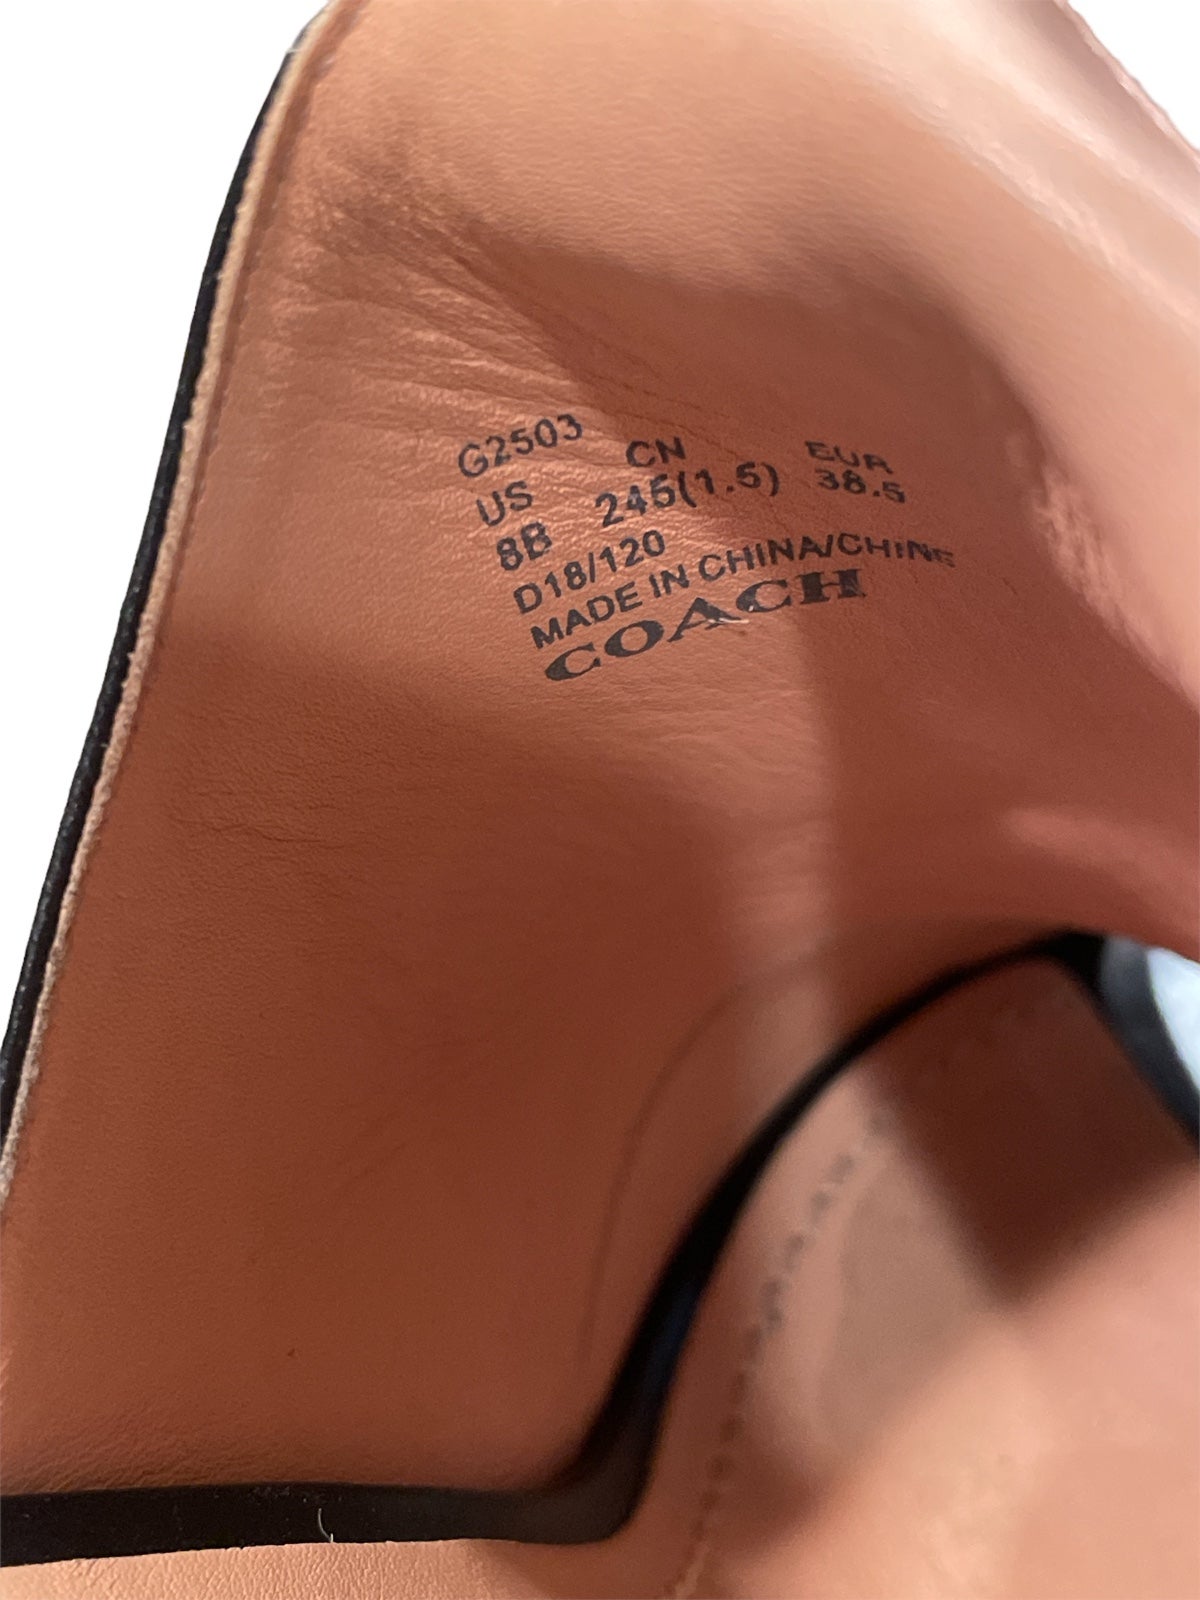 G2503
US CN EUR
8B 245(1.5) 38.5
D18/120
MADE IN CHINA/CHINE
COACH